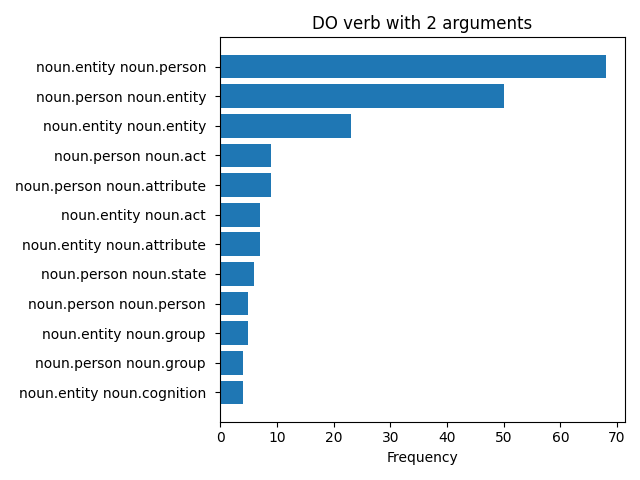 DO verb with 2 arguments
noun.entity noun.person
noun.person noun.entity
noun.entity noun.entity
noun.person noun.act
noun.person noun.attribute
noun.entity noun.act
noun.entity noun.attribute
noun.person noun.state
noun.person noun.person
noun.entity noun.group
noun.person noun.group
noun.entity noun.cognition
0 10 20 30 40 50 60 70
Frequency